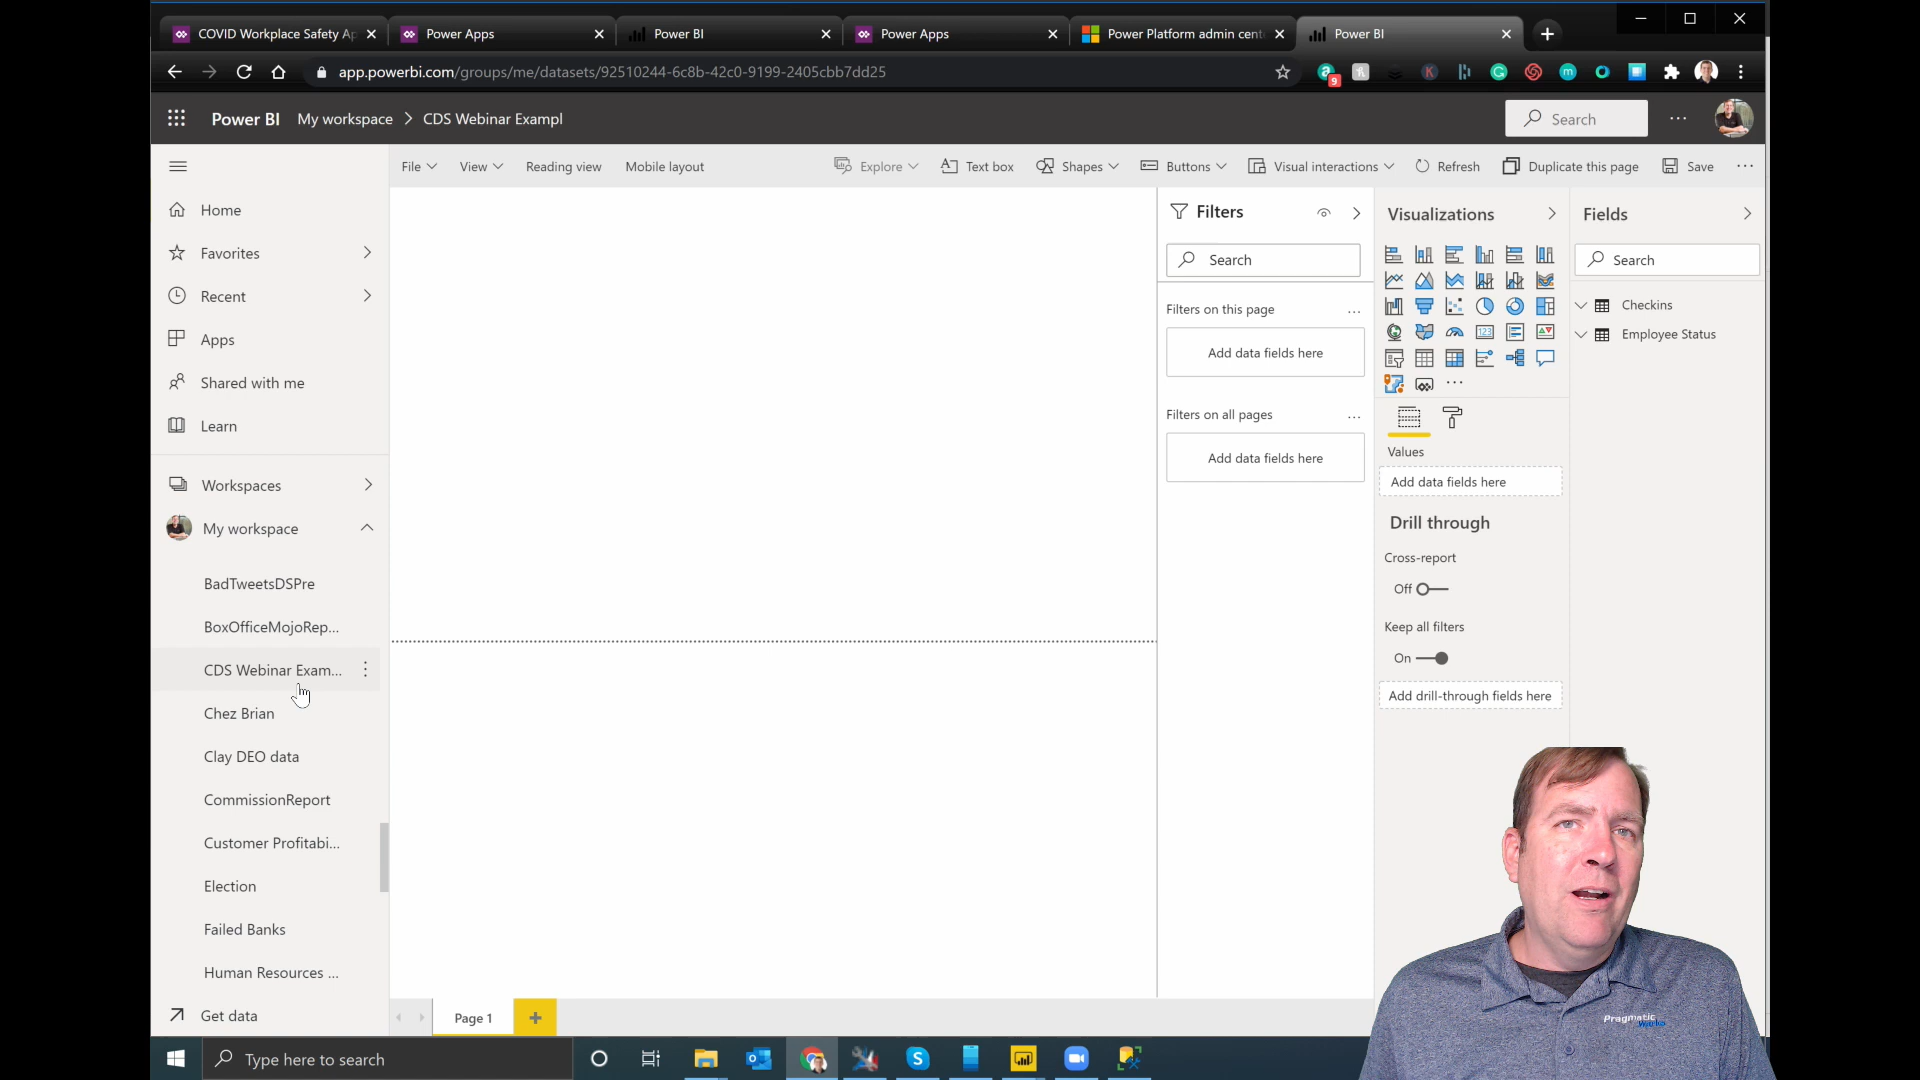 COVID Workplace Safety Ap
Power Apps
Power BI
Power Apps
Power Platform admin cent
Power BI
app.powerbi.com/groups/me/datasets/92510244-6c8b-42c0-9199-2405cbb7dd25
9
Power BI
My workspace
CDS Webinar Exampl
Search
File
View
Reading view
Mobile layout
Explore
Text box
Shapes
Buttons
Visual interactions
Refresh
Duplicate this page
Save
Home
Favorites
Recent
Apps
Shared with me
Learn
Workspaces
My workspace
BadTweetsDSPre
BoxOfficeMojoRep...
CDS Webinar Exam...
Chez Brian
Clay DEO data
CommissionReport
Customer Profitabi...
Election
Failed Banks
Human Resources ...
Get data
Page 1
Filters
Search
Filters on this page
Add data fields here
Filters on all pages
Add data fields here
Visualizations
Values
Add data fields here
Drill through
Cross-report
Off
Keep all filters
On
Add drill-through fields here
Fields
Search
Checkins
Employee Status
Pragmatic
Works
Type here to search